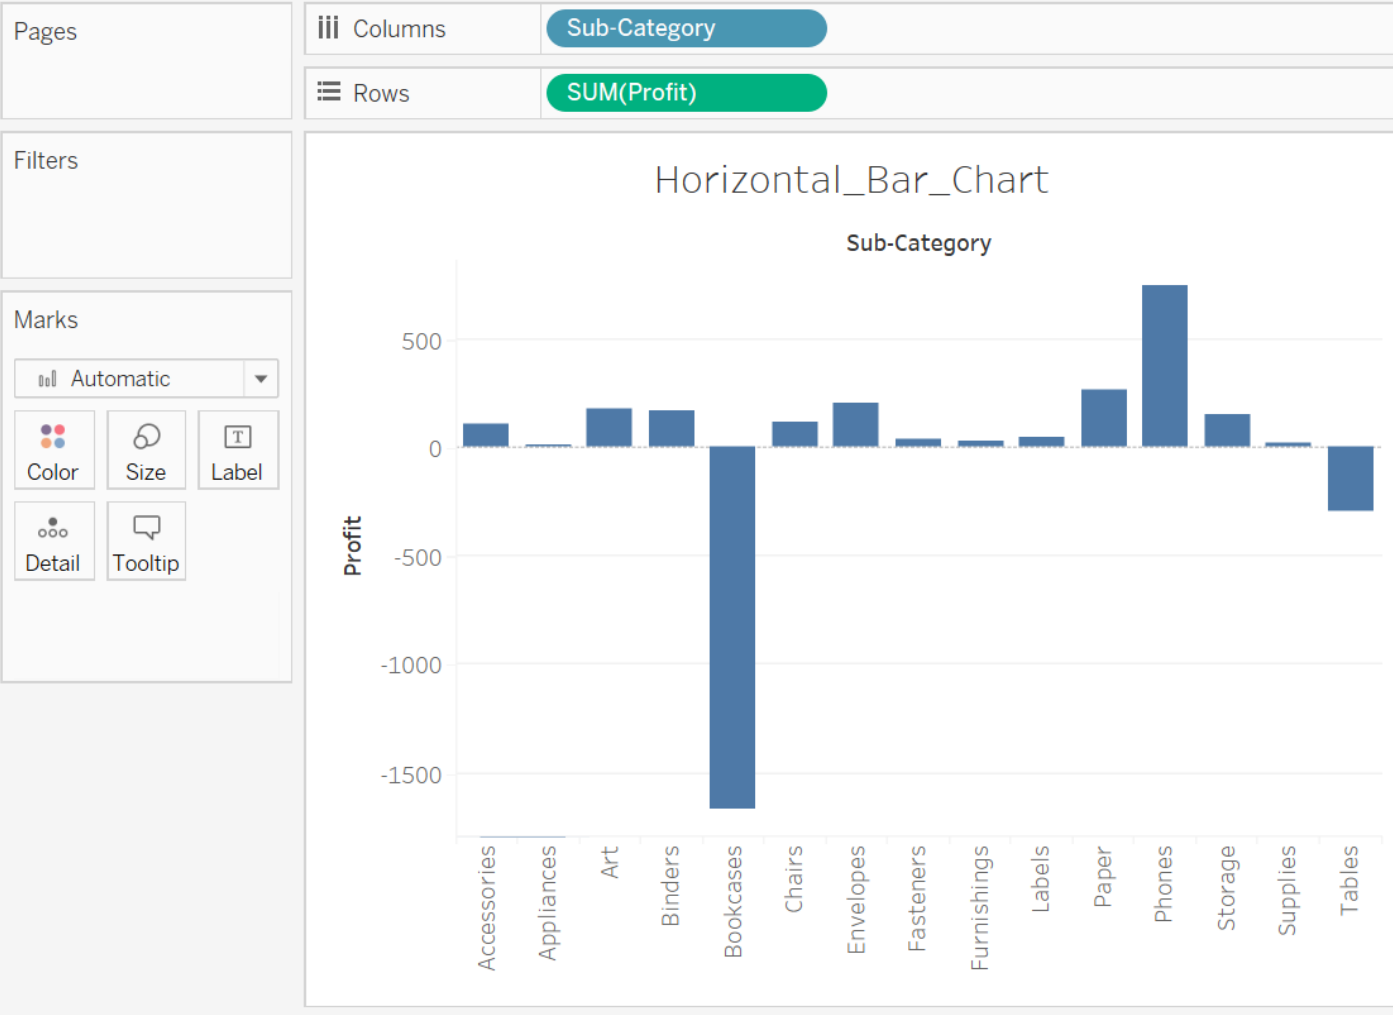 Pages
Columns
Sub-Category
Rows
SUM(Profit)
Filters
Marks
Automatic
Color
Size
T
Label
Detail
Tooltip
Horizontal_Bar_Chart
Sub-Category
Profit
500
0
-500
-1000
-1500
Accessories
Appliances
Art
Binders
Bookcases
Chairs
Envelopes
Fasteners
Furnishings
Labels
Paper
Phones
Storage
Supplies
Tables